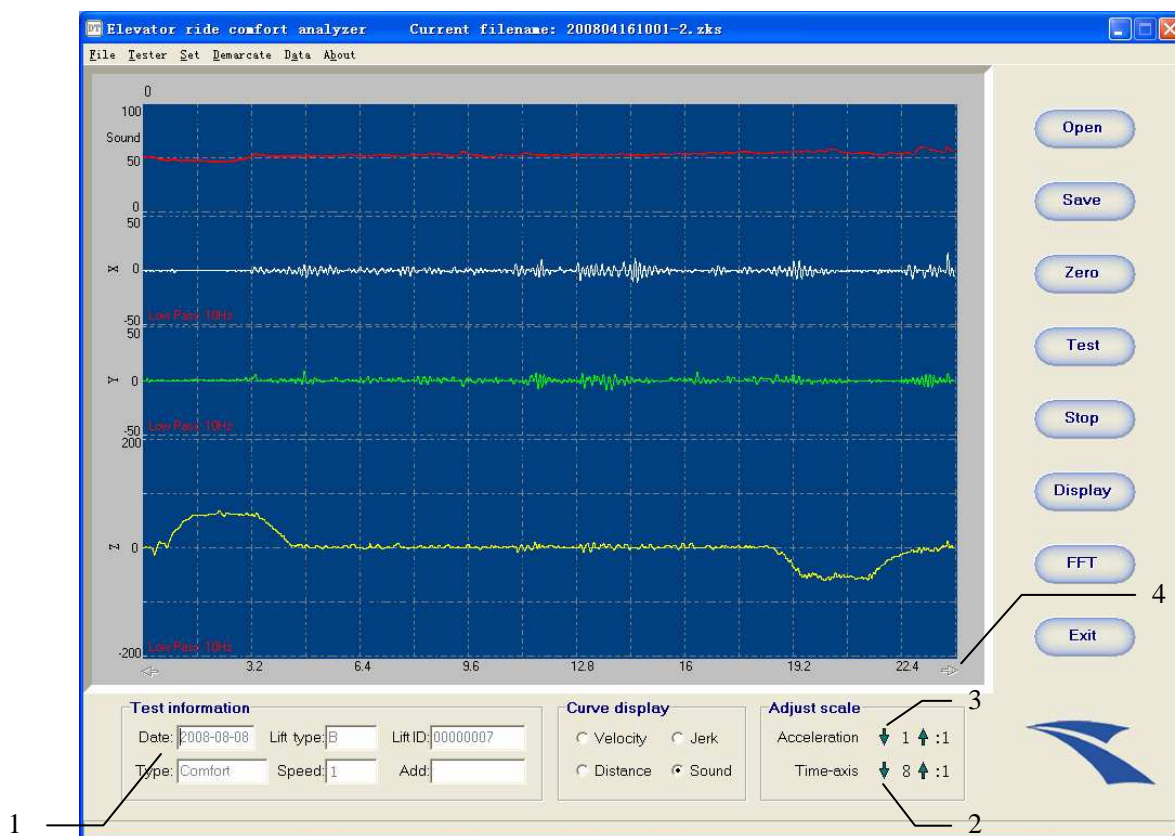 DT Elevator ride comfort analyzer Current filename: 200804161001-2.zks
File Tester Set Demarcate Data About
0
100
Sound
50
0
50
X 0
-50 Low Pass 10Hz
50
Y 0
-50 Low Pass 10Hz
200
Z 0
-200 Low Pass 10Hz
3.2 6.4 9.6 12.8 16 19.2 22.4
Open
Save
Zero
Test
Stop
Display
FFT
Exit
Test information
Date: 2008-08-08 Lift type: B Lift ID: 00000007
Type: Comfort Speed: 1 Add:
Curve display
Velocity Jerk
Distance Sound
Adjust scale
Acceleration 1 :1
Time-axis 8 :1
1
2
3
4